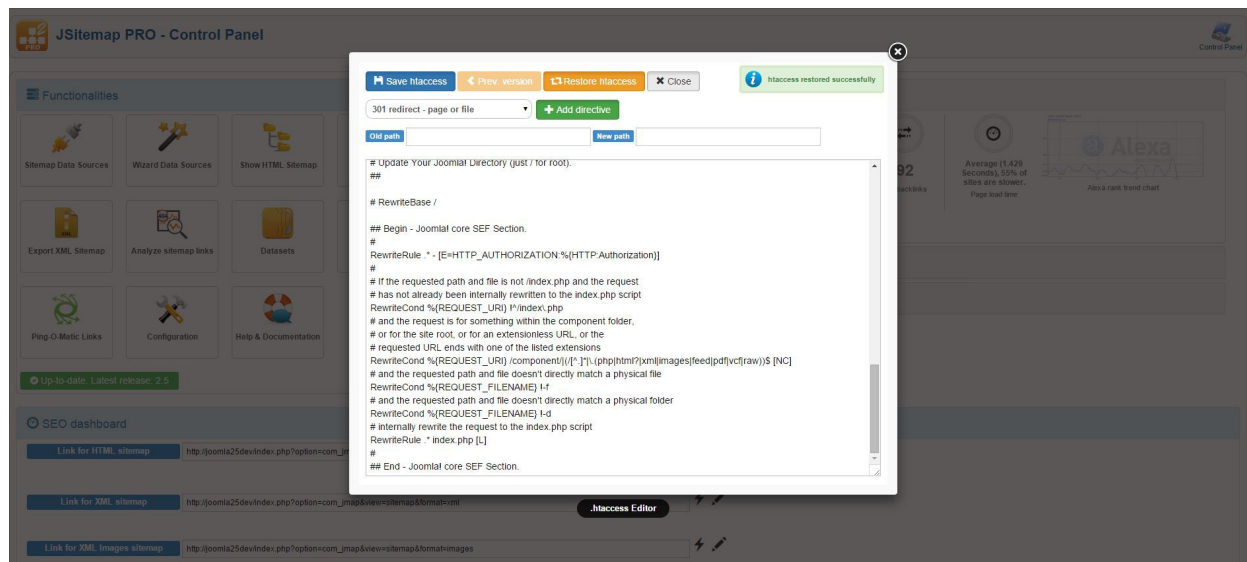 PRO
JSitemap PRO - Control Panel
Control Panel
Save htaccess
Prev. version
Restore htaccess
Close
htaccess restored successfully
301 redirect - page or file
Add directive
Old path
New path
# Update Your Joomla! Directory (just / for root).
##
# RewriteBase /
## Begin - Joomla! core SEF Section.
#
RewriteRule .* - [E=HTTP_AUTHORIZATION:%{HTTP:Authorization}]
#
# If the requested path and file is not /index.php and the request
# has not already been internally rewritten to the index.php script
RewriteCond %{REQUEST_URI} !^/index\.php
# and the request is for something within the component folder,
# or for the site root, or for an extensionless URL, or the
# requested URL ends with one of the listed extensions
RewriteCond %{REQUEST_URI} /component/|(/[^.]*|\.(php|html?|xml|images|feed|pdf|vcf|raw))$ [NC]
# and the requested path and file doesn't directly match a physical file
RewriteCond %{REQUEST_FILENAME} !-f
# and the requested path and file doesn't directly match a physical folder
RewriteCond %{REQUEST_FILENAME} !-d
# internally rewrite the request to the index.php script
RewriteRule .* index.php [L]
#
## End - Joomla! core SEF Section.
.htaccess Editor
Functionalities
Sitemap Data Sources
Wizard Data Sources
Show HTML Sitemap
Export XML Sitemap
Analyze sitemap links
Datasets
Ping-O-Matic Links
Configuration
Help & Documentation
Up-to-date. Latest release: 2.5
92
backlinks
Average (1.429
Seconds), 55% of
sites are slower.
Page load time
Alexa
Alexa rank trend chart
SEO dashboard
Link for HTML sitemap
http://joomla25dev/index.php?option=com_jm
Link for XML sitemap
http://joomla25dev/index.php?option=com_jmap&view=sitemap&format=xml
Link for XML Images sitemap
http://joomla25dev/index.php?option=com_jmap&view=sitemap&format=images